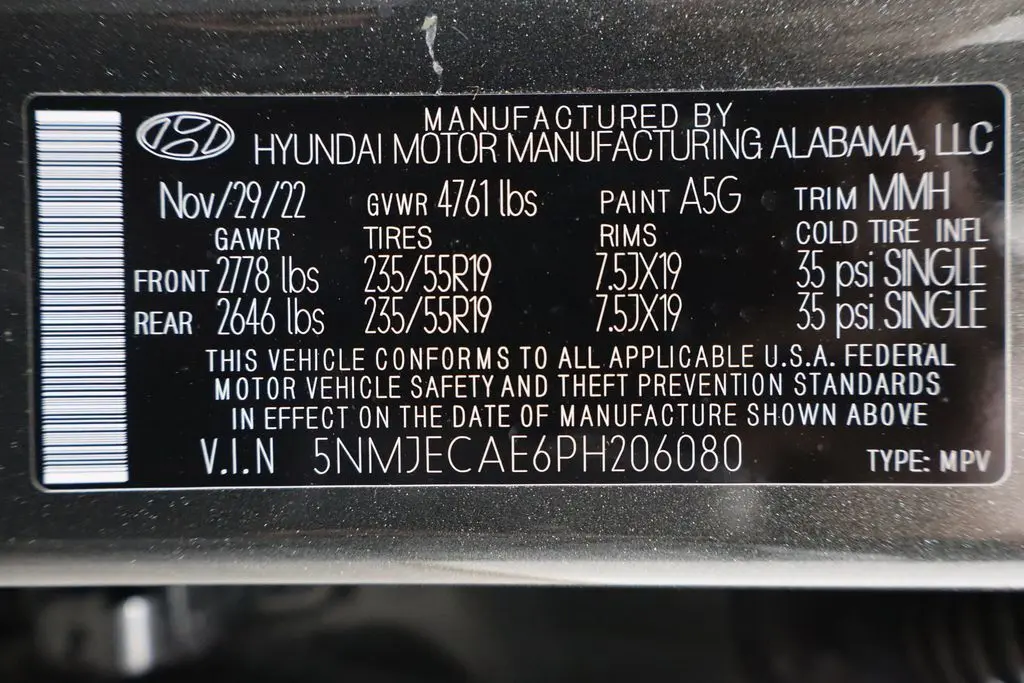 MANUFACTURED BY
HYUNDAI MOTOR MANUFACTURING ALABAMA, LLC
Nov/29/22 GVWR 4761 lbs PAINT A5G TRIM MMH
GAWR TIRES RIMS COLD TIRE INFL
FRONT 2778 lbs 235/55R19 7.5JX19 35 psi SINGLE
REAR 2646 lbs 235/55R19 7.5JX19 35 psi SINGLE
THIS VEHICLE CONFORMS TO ALL APPLICABLE U.S.A. FEDERAL
MOTOR VEHICLE SAFETY AND THEFT PREVENTION STANDARDS
IN EFFECT ON THE DATE OF MANUFACTURE SHOWN ABOVE
V.I.N 5NMJECAE6PH206080 TYPE: MPV